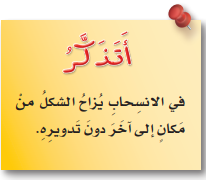 أَتَذَكَّرُ
في الانسحابِ يُزاحُ الشكلُ منْ
مَكانٍ إلى آخَرَ دونَ تَدويرِهِ.